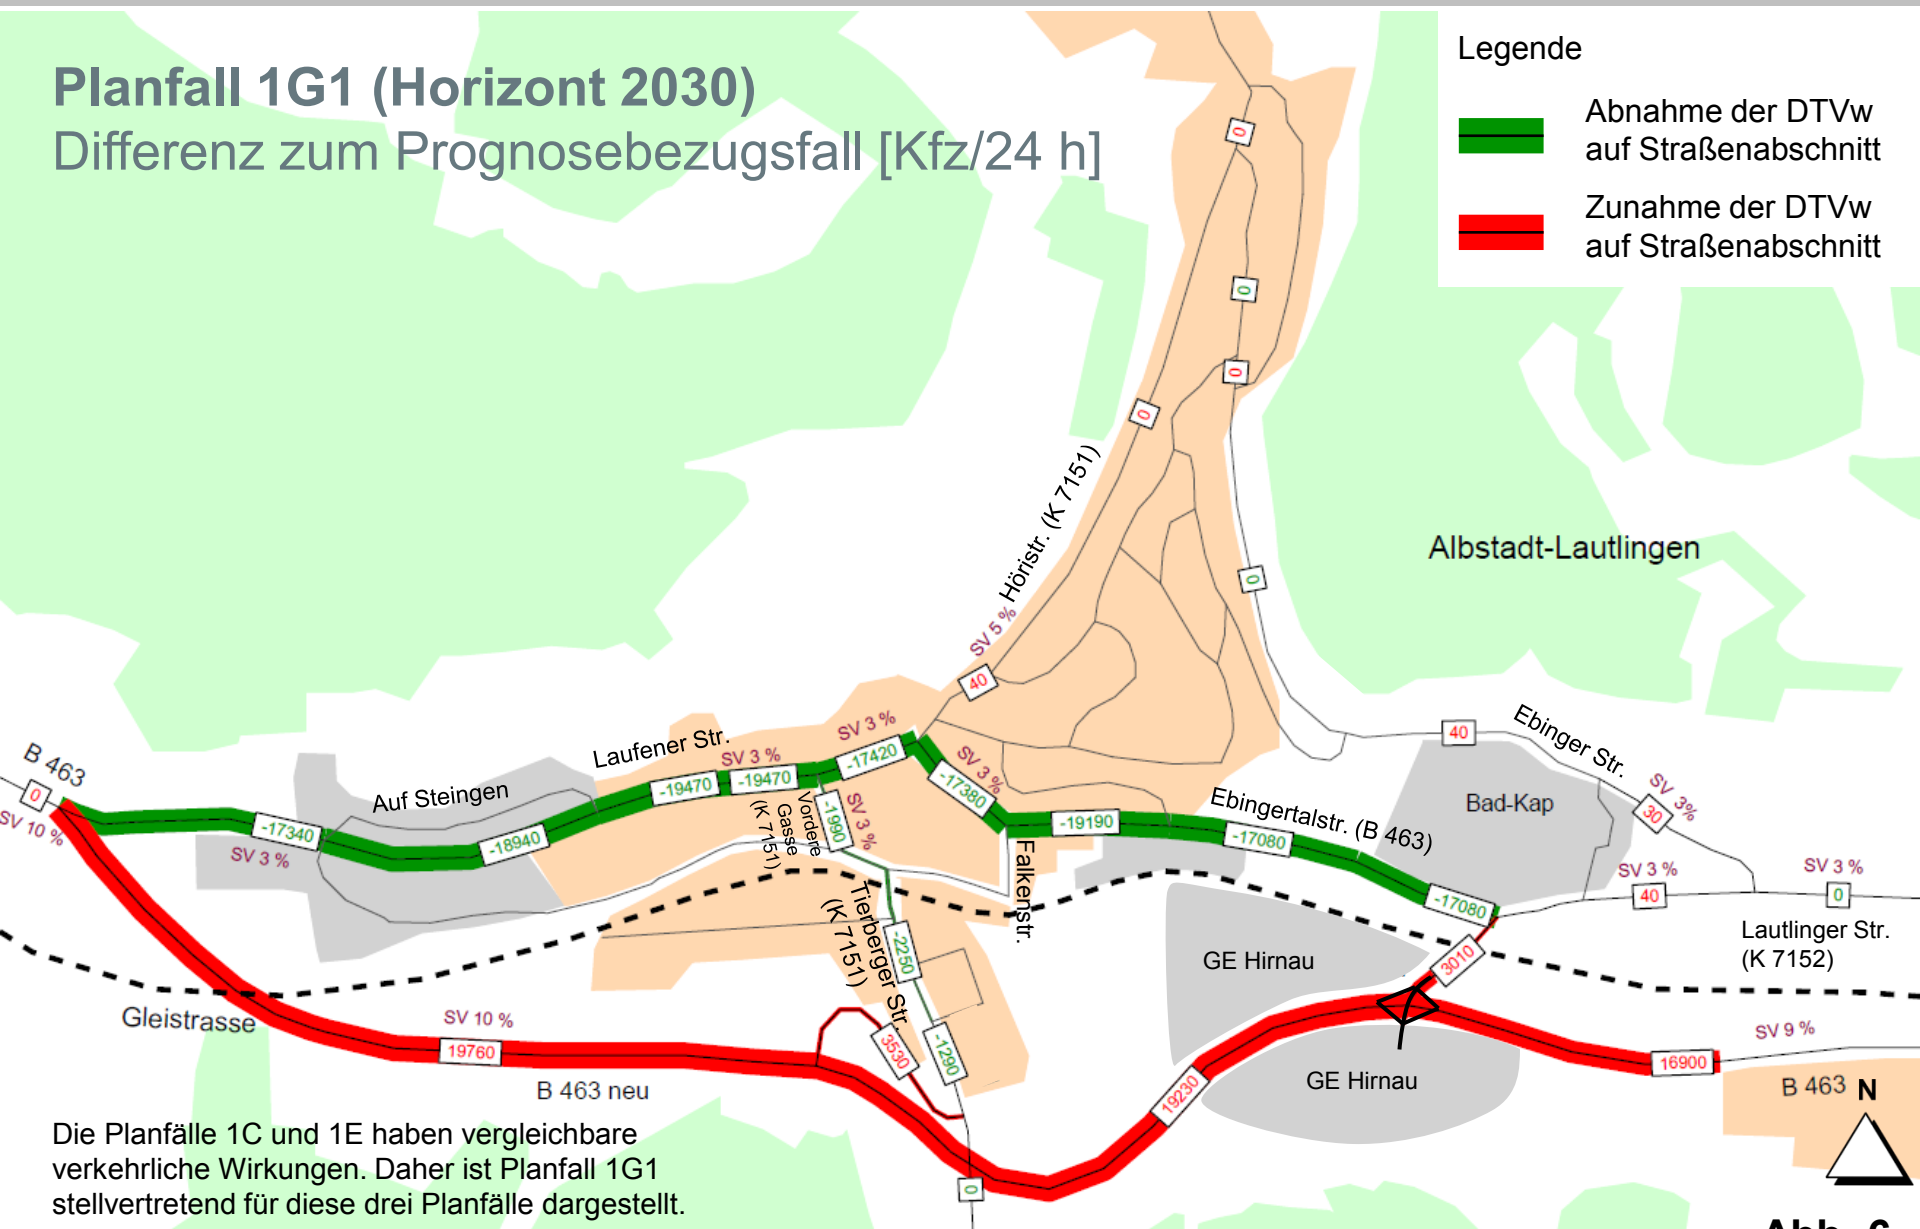 Planfall 1G1 (Horizont 2030)
Differenz zum Prognosebezugsfall [Kfz/24 h]
Legende
Abnahme der DTVw
auf Straßenabschnitt
Zunahme der DTVw
auf Straßenabschnitt
0
0
0
0
Höristr. (K 7151)
SV 5 %
40
0
Albstadt-Lautlingen
B 463
0
SV 10 %
-17340
SV 3 %
Auf Steingen
-18940
Laufener Str.
-19470
SV 3 %
-19470
SV 3 %
-17420
SV 3 %
-17380
-1990
SV 3 %
Vordere
Gasse
(K 7151)
-19190
Ebingertalstr. (B 463)
-17080
-17080
Falkenstr.
40
Ebinger Str.
Bad-Kap
SV 3%
30
SV 3 %
40
SV 3 %
0
Lautlinger Str.
(K 7152)
Tierberger Str.
(K 7151)
-2250
-1290
3530
GE Hirnau
3010
GE Hirnau
Gleistrasse
SV 10 %
19760
B 463 neu
19230
16900
SV 9 %
B 463
N
0
Die Planfälle 1C und 1E haben vergleichbare
verkehrliche Wirkungen. Daher ist Planfall 1G1
stellvertretend für diese drei Planfälle dargestellt.
Abb. 6